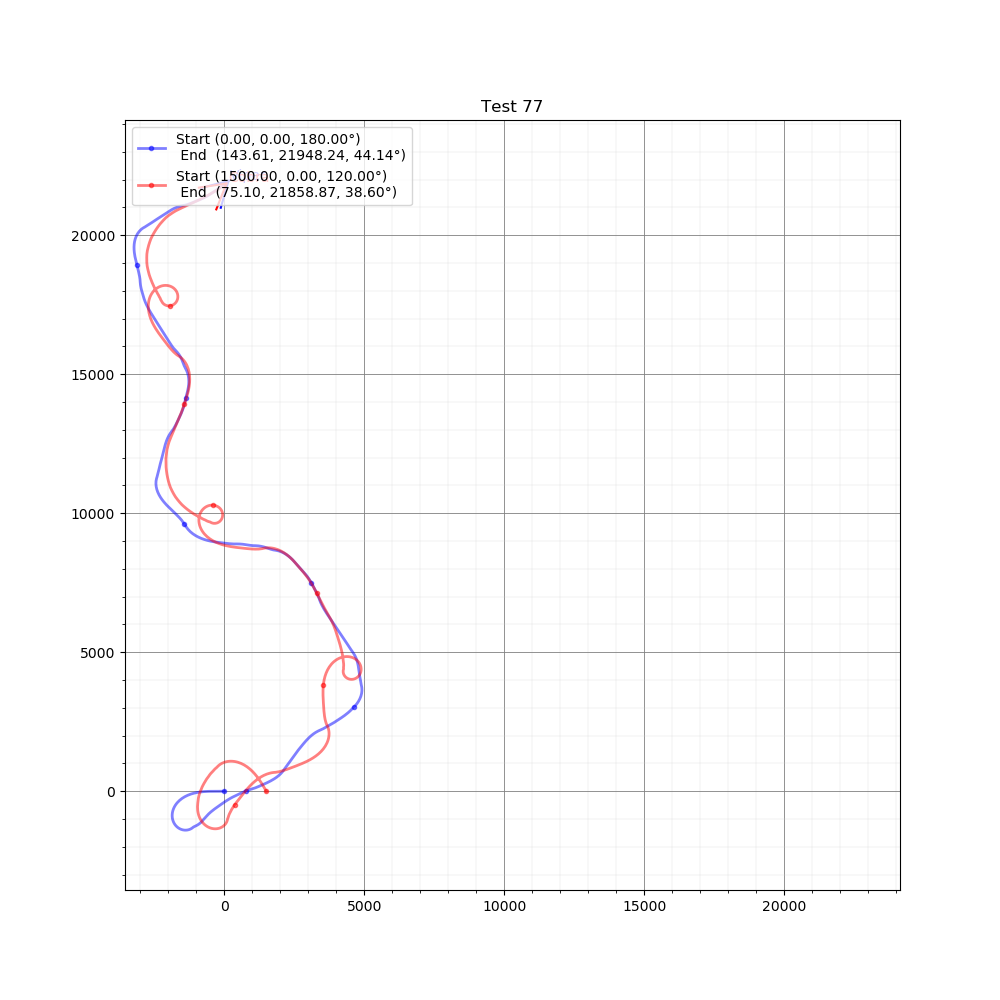 Test 77
Start (0.00, 0.00, 180.00°)
End (143.61, 21948.24, 44.14°)
Start (1500.00, 0.00, 120.00°)
End (75.10, 21858.87, 38.60°)
20000
15000
10000
5000
0
0 5000 10000 15000 20000